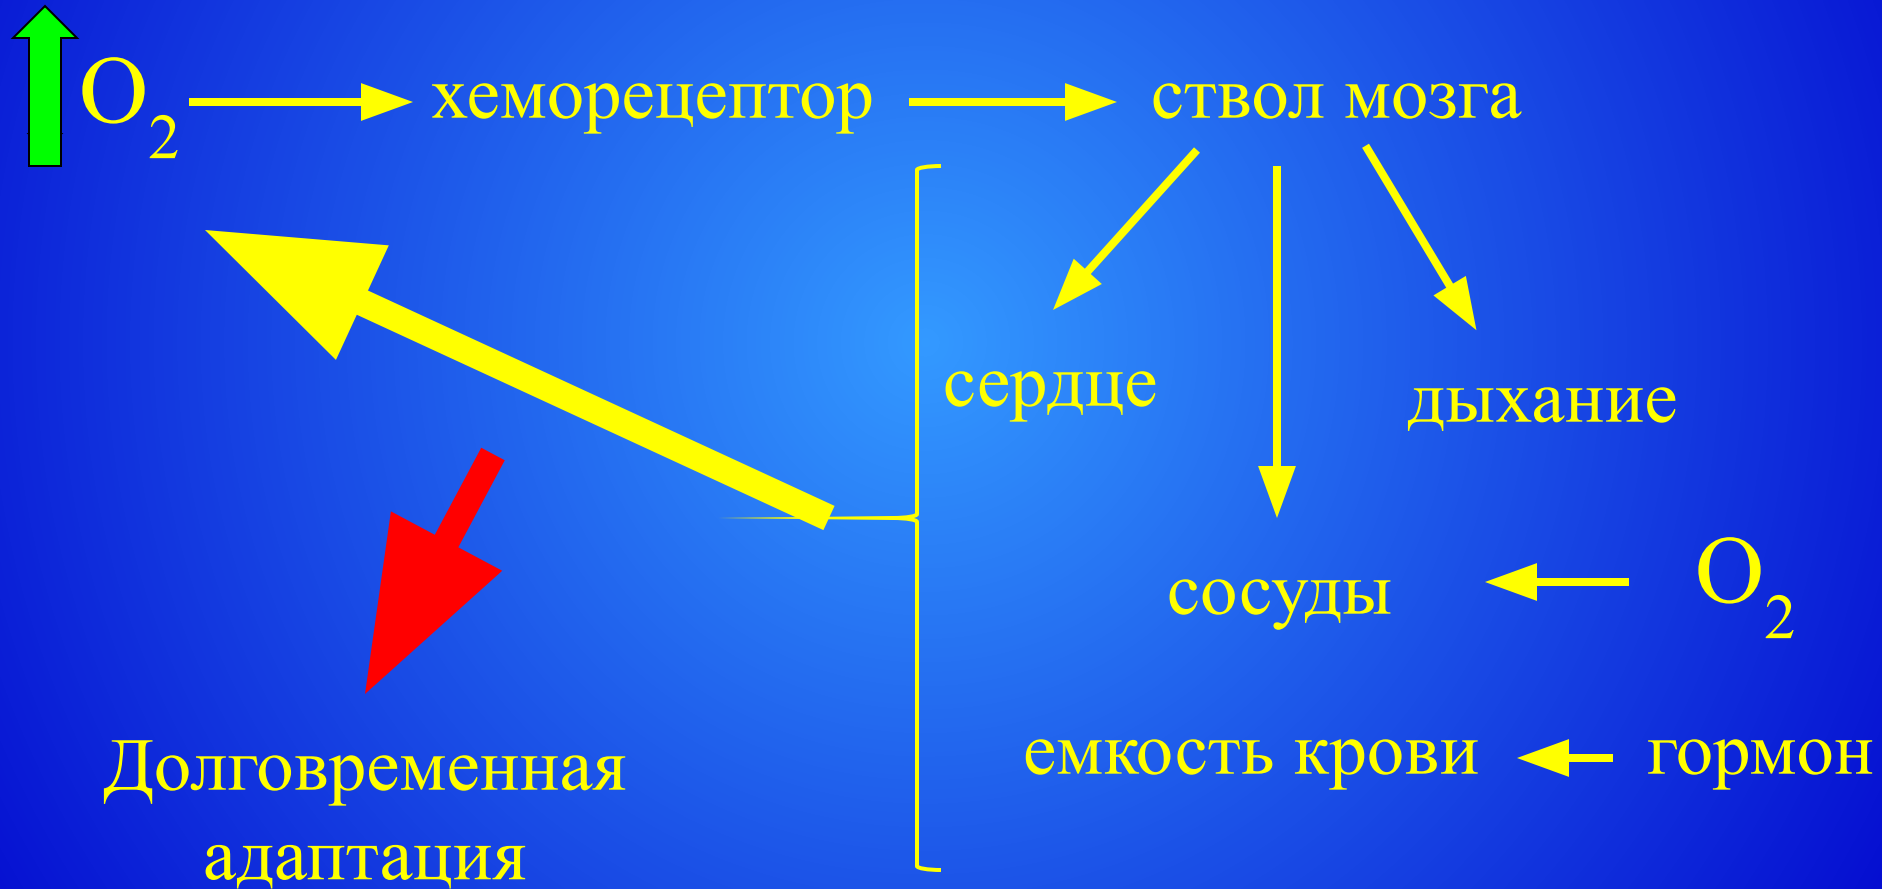 O2
хеморецептор
ствол мозга
сердце
дыхание
сосуды
O2
емкость крови
гормон
Долговременная
адаптация